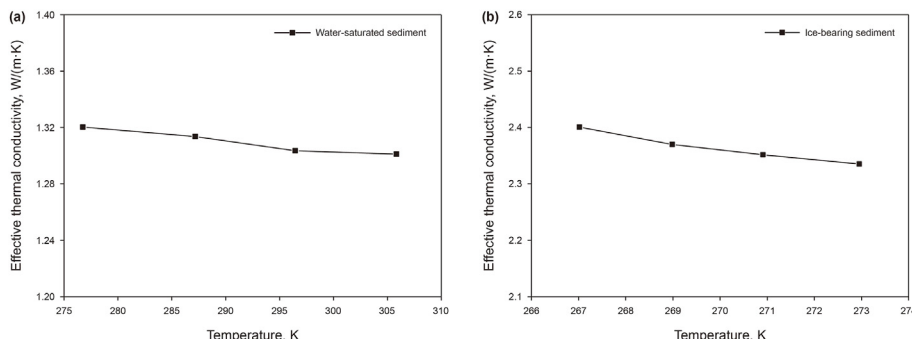 (a)
Effective thermal conductivity, W/(m·K)
1.40
1.36
1.32
1.28
1.24
1.20
Water-saturated sediment
275 280 285 290 295 300 305 310
Temperature, K
(b)
Effective thermal conductivity, W/(m·K)
2.6
2.5
2.4
2.3
2.2
2.1
Ice-bearing sediment
266 267 268 269 270 271 272 273 274
Temperature, K